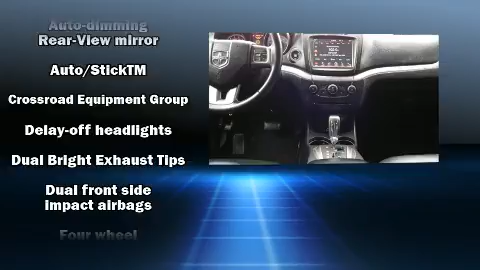 Auto-dimming
Rear-View mirror
Auto/StickTM
Crossroad Equipment Group
Delay-off headlights
Dual Bright Exhaust Tips
Dual front side
impact airbags
Four wheel